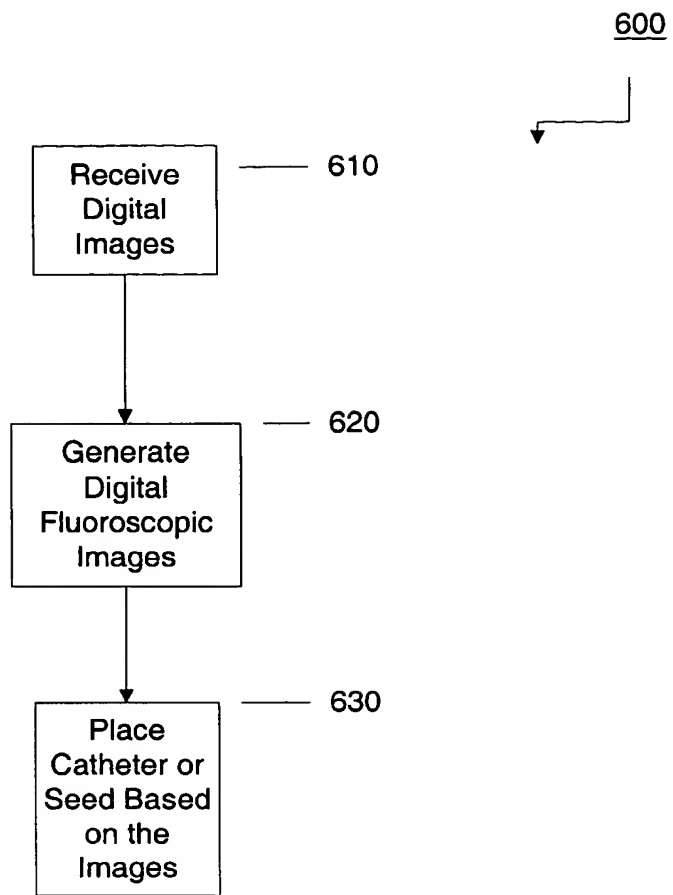 600
610
Receive
Digital
Images
620
Generate
Digital
Fluoroscopic
Images
630
Place
Catheter or
Seed Based
on the
Images